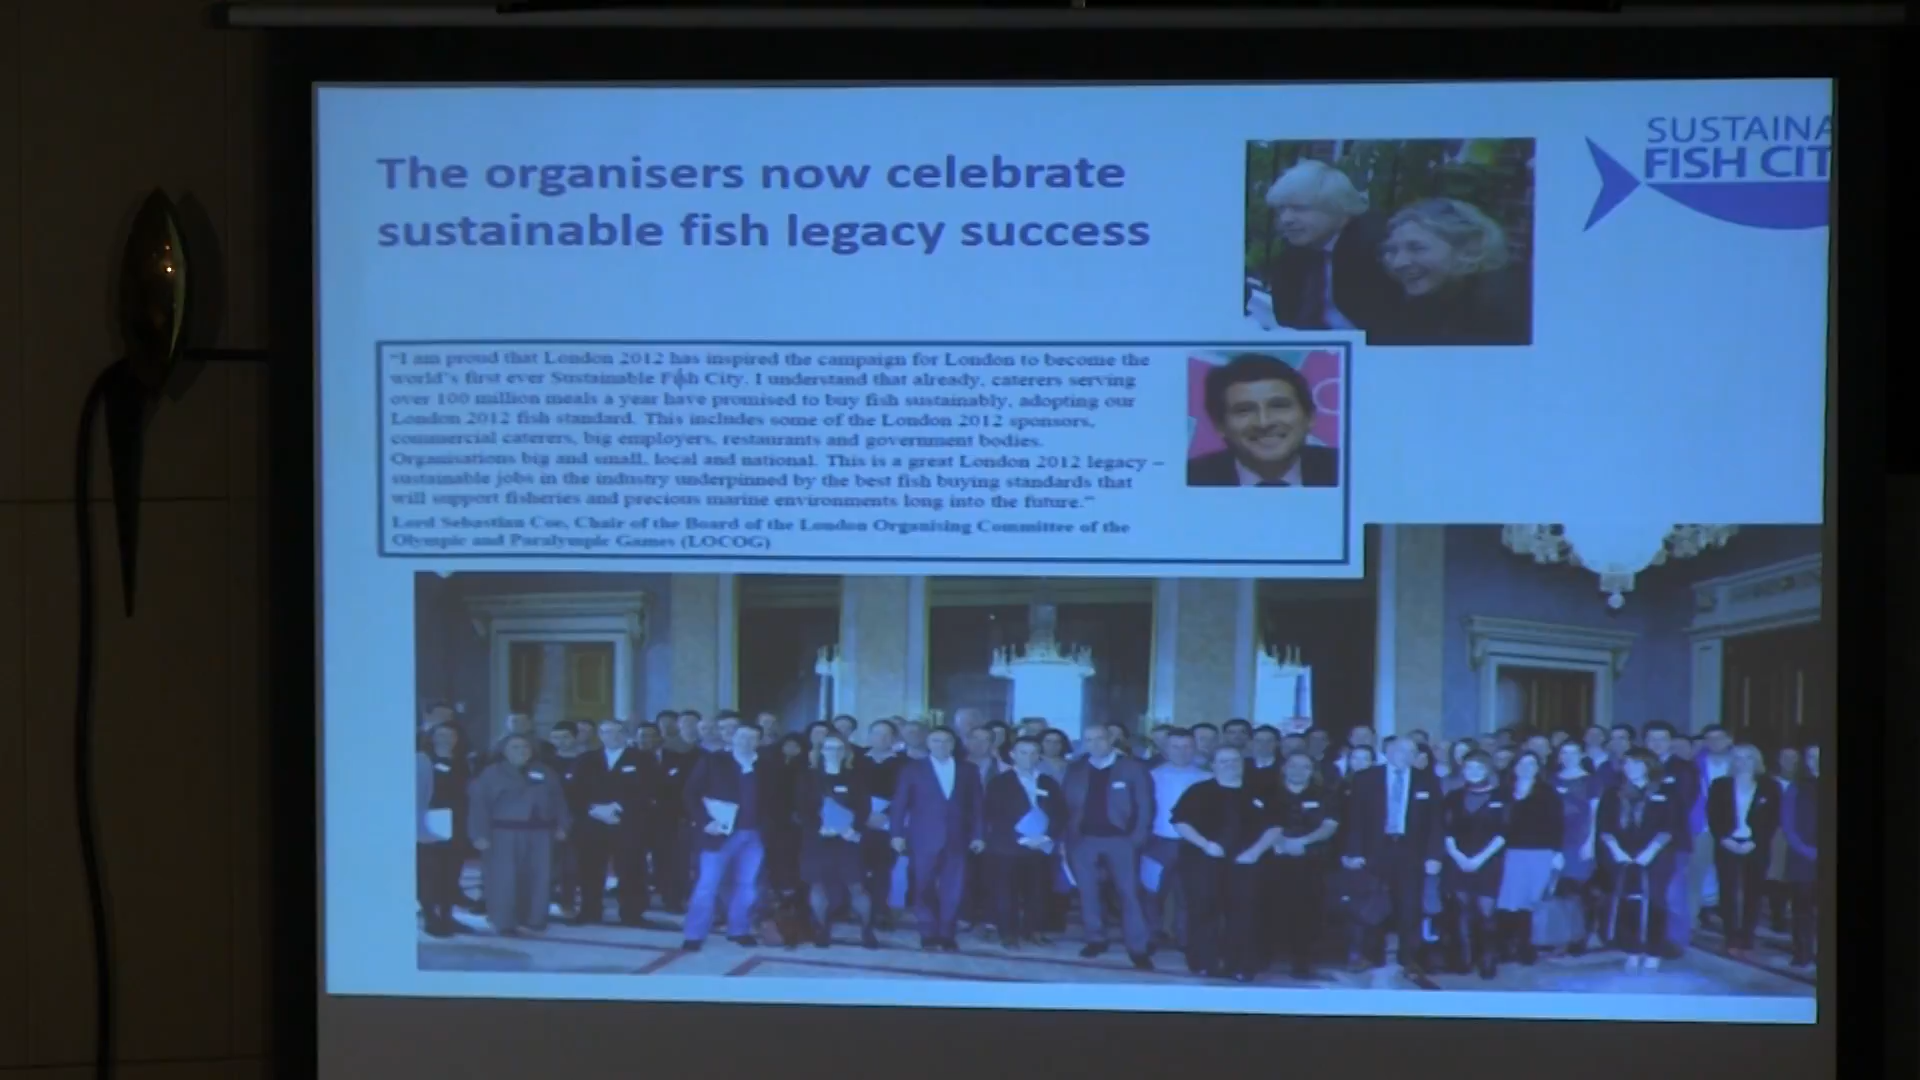 The organisers now celebrate
sustainable fish legacy success
SUSTAINA
FISH CIT
"I am proud that London 2012 has inspired the campaign for London to become the
world's first ever Sustainable Fish City. I understand that already, caterers serving
over 100 million meals a year have promised to buy fish sustainably, adopting our
London 2012 fish standard. This includes some of the London 2012 sponsors,
commercial caterers, big employers, restaurants and government bodies.
Organisations big and small, local and national. This is a great London 2012 legacy –
sustainable jobs in the industry underpinned by the best fish buying standards that
will support fisheries and precious marine environments long into the future."
Lord Sebastian Coe, Chair of the Board of the London Organising Committee of the
Olympic and Paralympic Games (LOCOG)